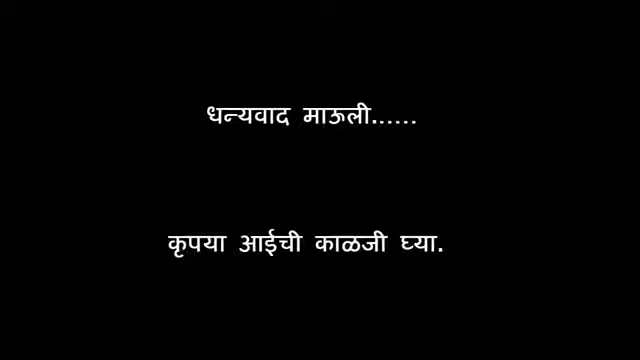 धन्यवाद माऊली......
कृपया आईची काळजी घ्या.